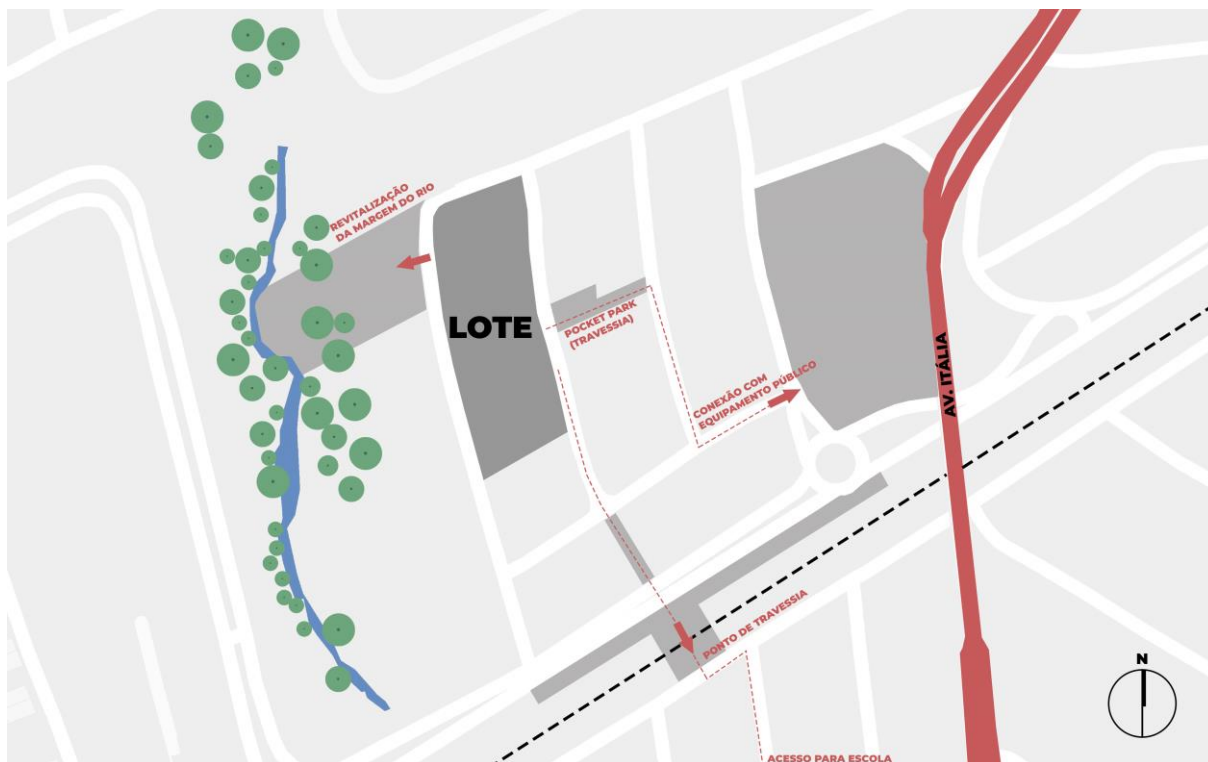 REVITALIZAÇÃO
DA MARGEM DO RIO
LOTE
POCKET PARK
(TRAVESSIA)
CONEXÃO COM
EQUIPAMENTO PÚBLICO
AV. ITÁLIA
PONTO DE TRAVESSIA
N
ACESSO PARA ESCOLA